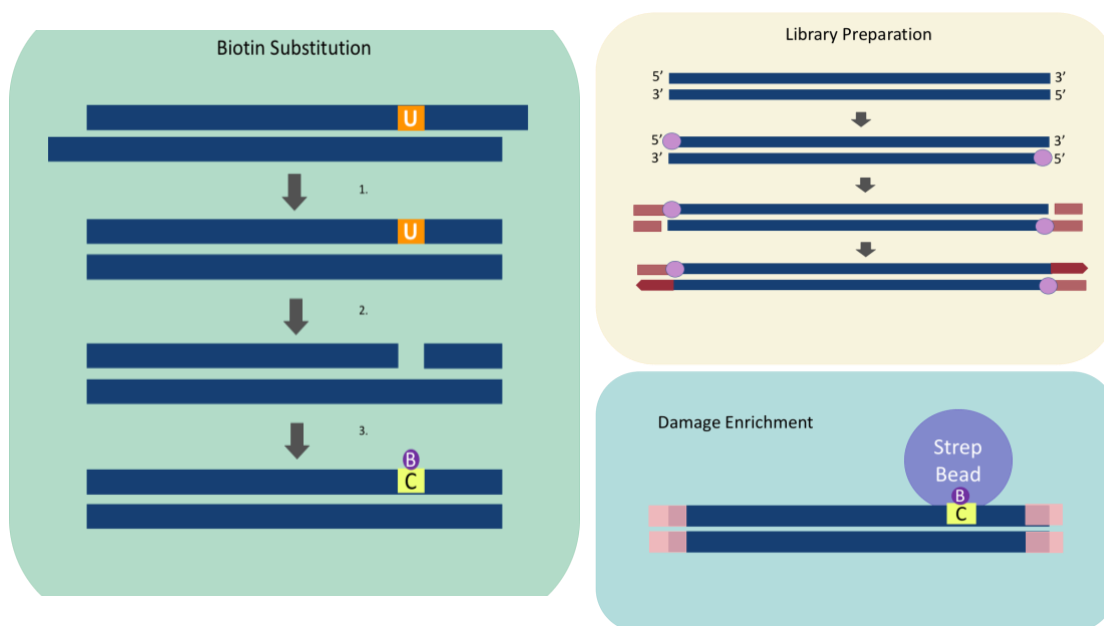 Biotin Substitution
U
1.
U
2.
3.
B
C
Library Preparation
5’ 3’
3’ 5’
5’ 3’
3’ 5’
Damage Enrichment
Strep
Bead
B
C